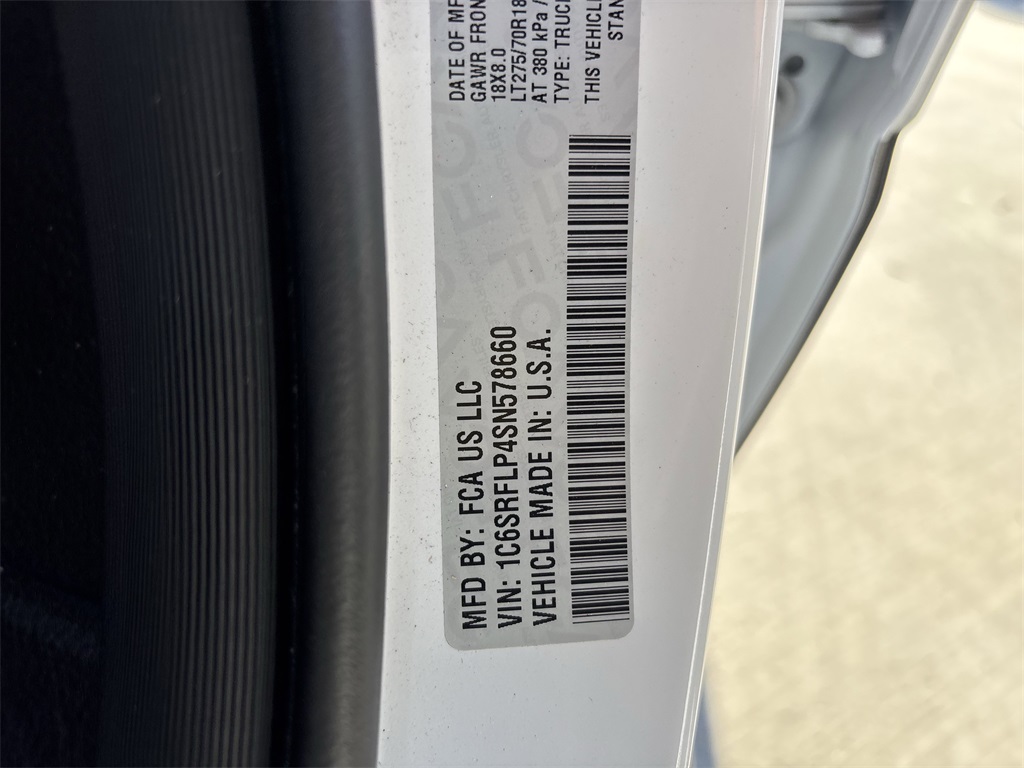 DATE OF MF
GAWR FRON
18X8.0
LT275/70R18
AT 380 kPa /
TYPE: TRUCK
THIS VEHICLE
STAN
MFD BY: FCA US LLC
VIN: 1C6SRFLP4SN578660
VEHICLE MADE IN: U.S.A.